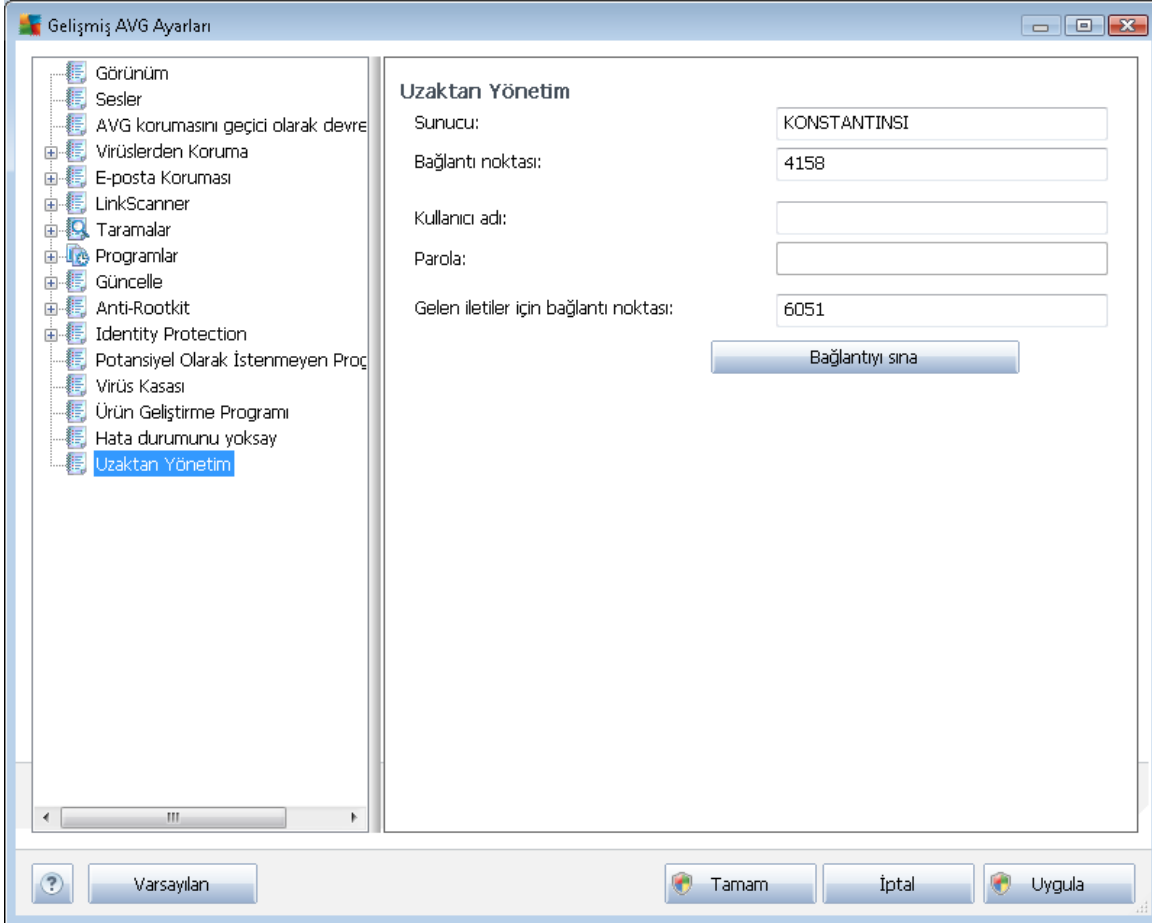 Gelişmiş AVG Ayarları
Görünüm
Sesler
AVG korumasını geçici olarak devre
Virüslerden Koruma
E-posta Koruması
LinkScanner
Taramalar
Programlar
Güncelle
Anti-Rootkit
Identity Protection
Potansiyel Olarak İstenmeyen Prog
Virüs Kasası
Ürün Geliştirme Programı
Hata durumunu yoksay
Uzaktan Yönetim
Uzaktan Yönetim
Sunucu: KONSTANTINSI
Bağlantı noktası: 4158
Kullanıcı adı:
Parola:
Gelen iletiler için bağlantı noktası: 6051
Bağlantıyı sına
? Varsayılan Tamam İptal Uygula